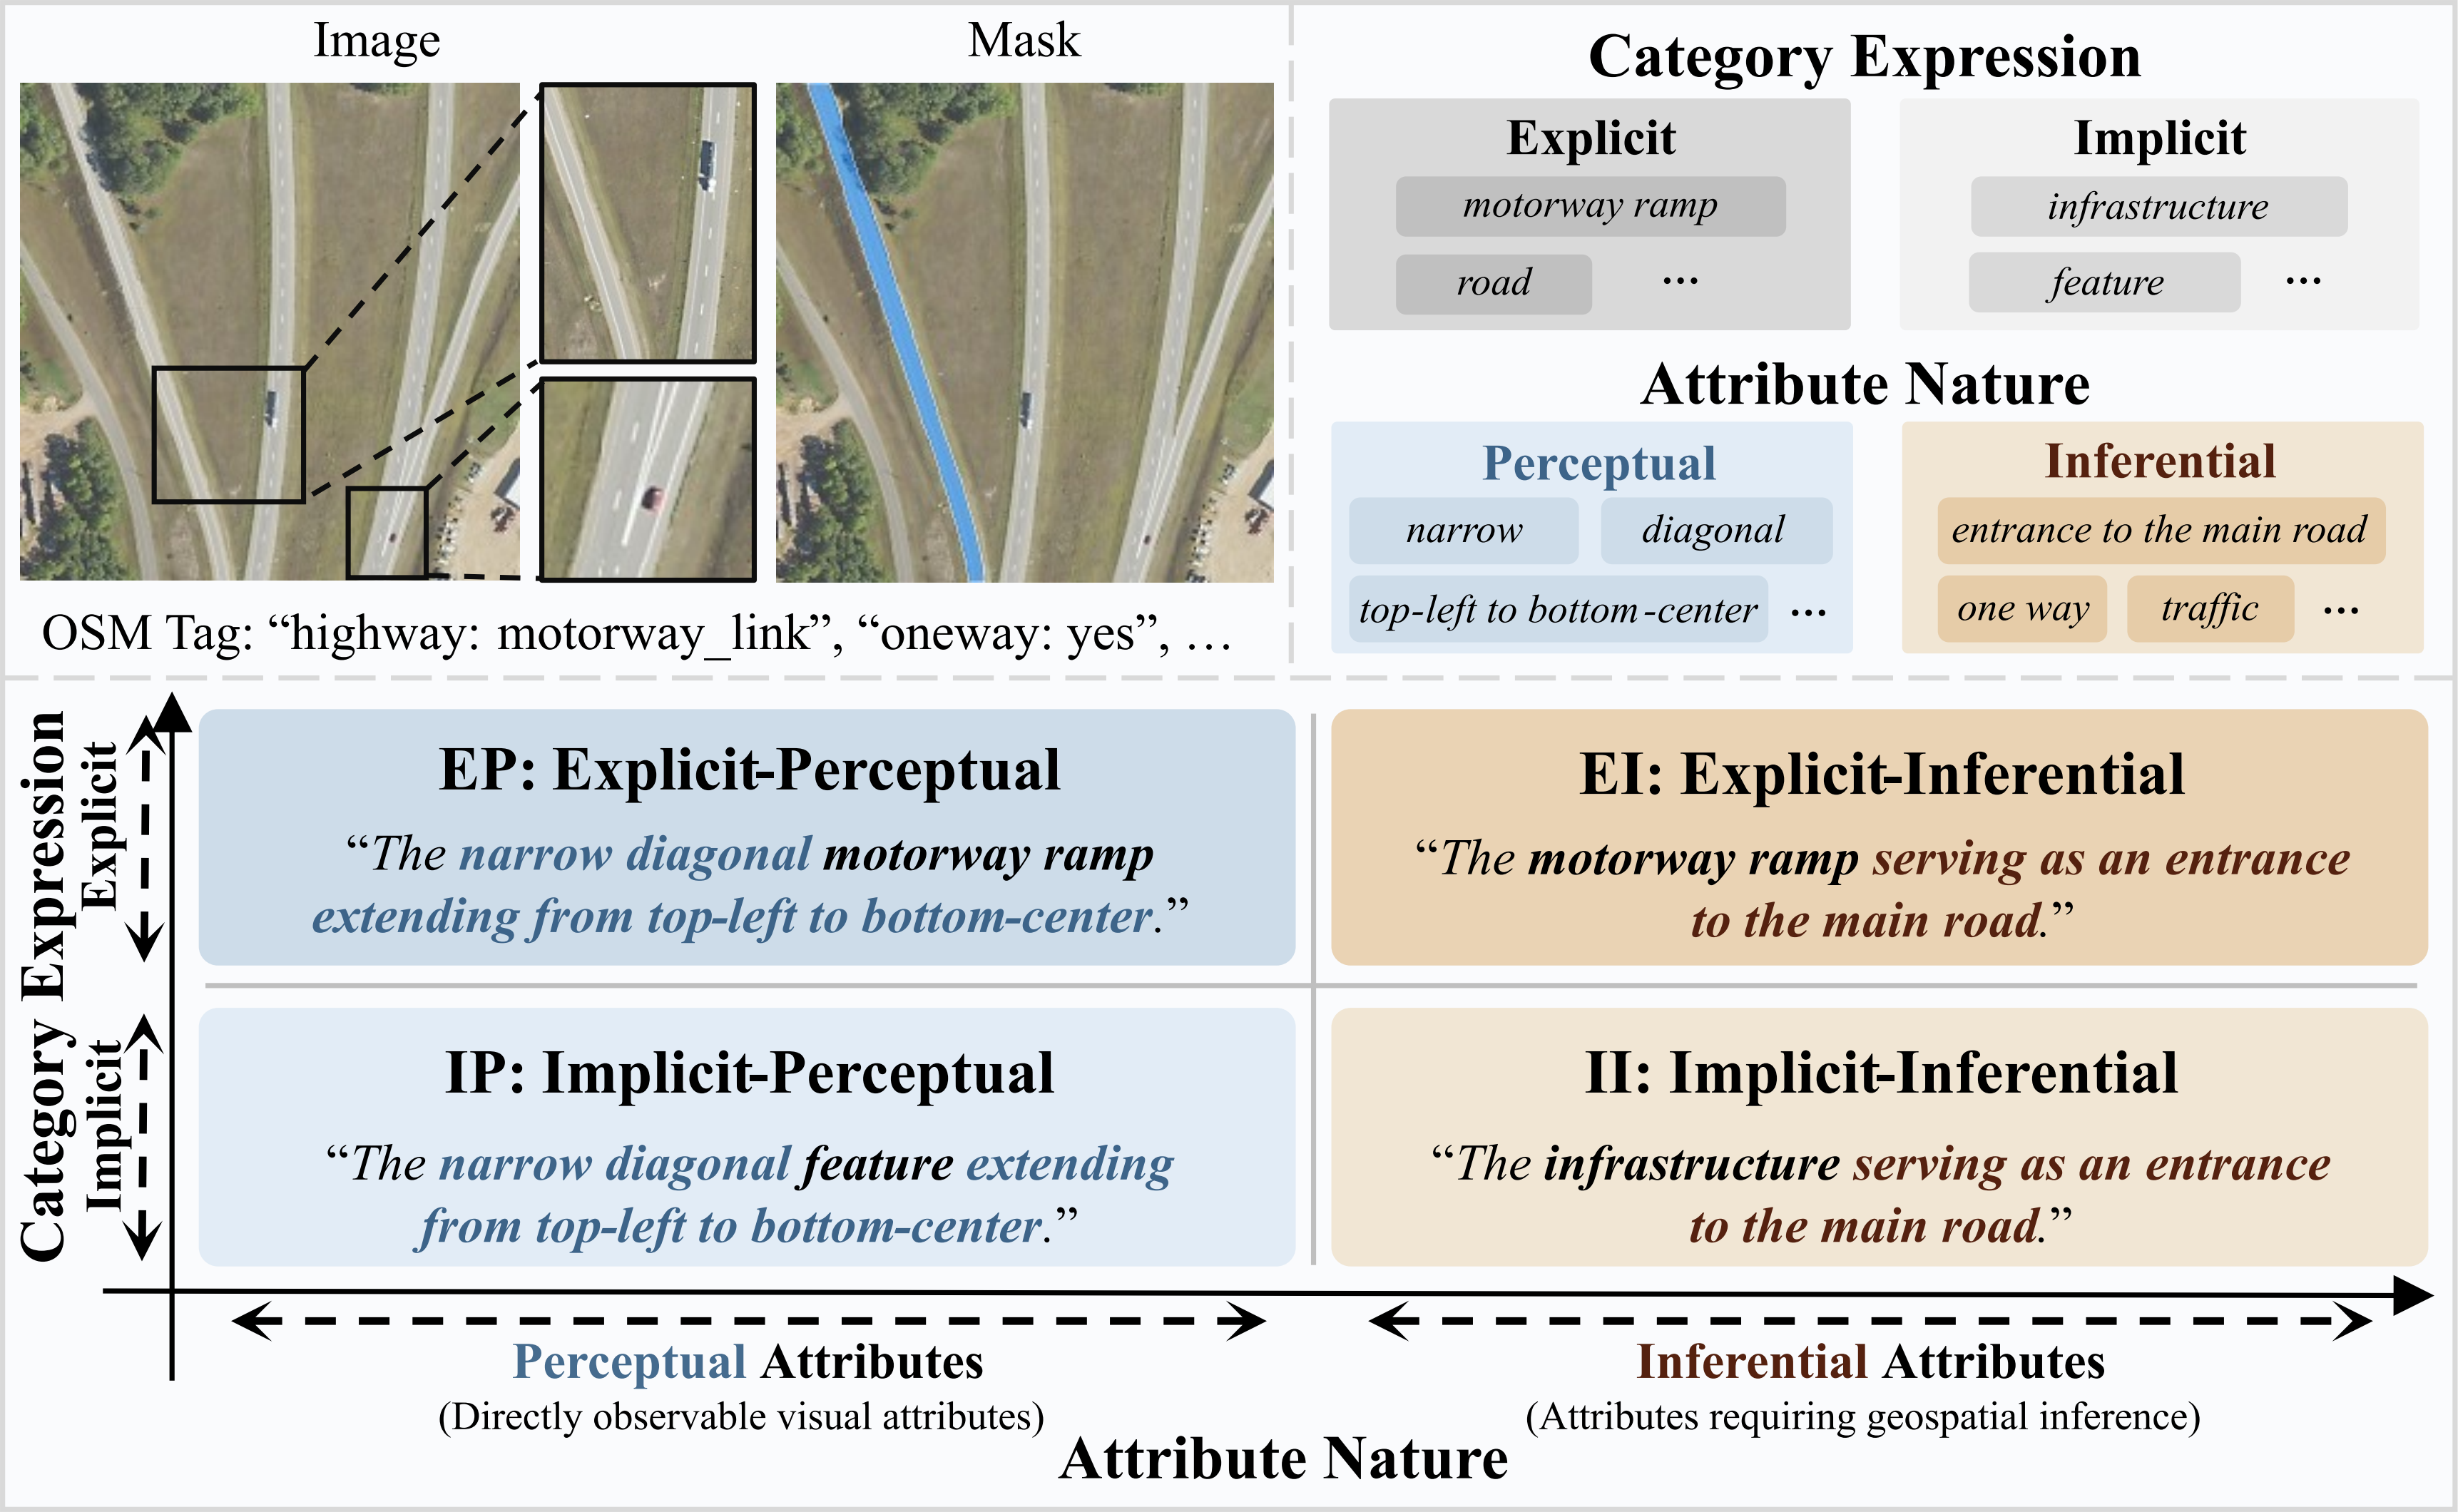 Image
Mask
OSM Tag: “highway: motorway_link”, “oneway: yes”, …
Category Expression
Explicit
motorway ramp
road ...
Implicit
infrastructure
feature ...
Attribute Nature
Perceptual
narrow diagonal
top-left to bottom-center ...
Inferential
entrance to the main road
one way traffic ...
Category Expression
Explicit
Implicit
EP: Explicit-Perceptual
“The narrow diagonal motorway ramp
extending from top-left to bottom-center.”
EI: Explicit-Inferential
“The motorway ramp serving as an entrance
to the main road.”
IP: Implicit-Perceptual
“The narrow diagonal feature extending
from top-left to bottom-center.”
II: Implicit-Inferential
“The infrastructure serving as an entrance
to the main road.”
Perceptual Attributes
(Directly observable visual attributes)
Inferential Attributes
(Attributes requiring geospatial inference)
Attribute Nature